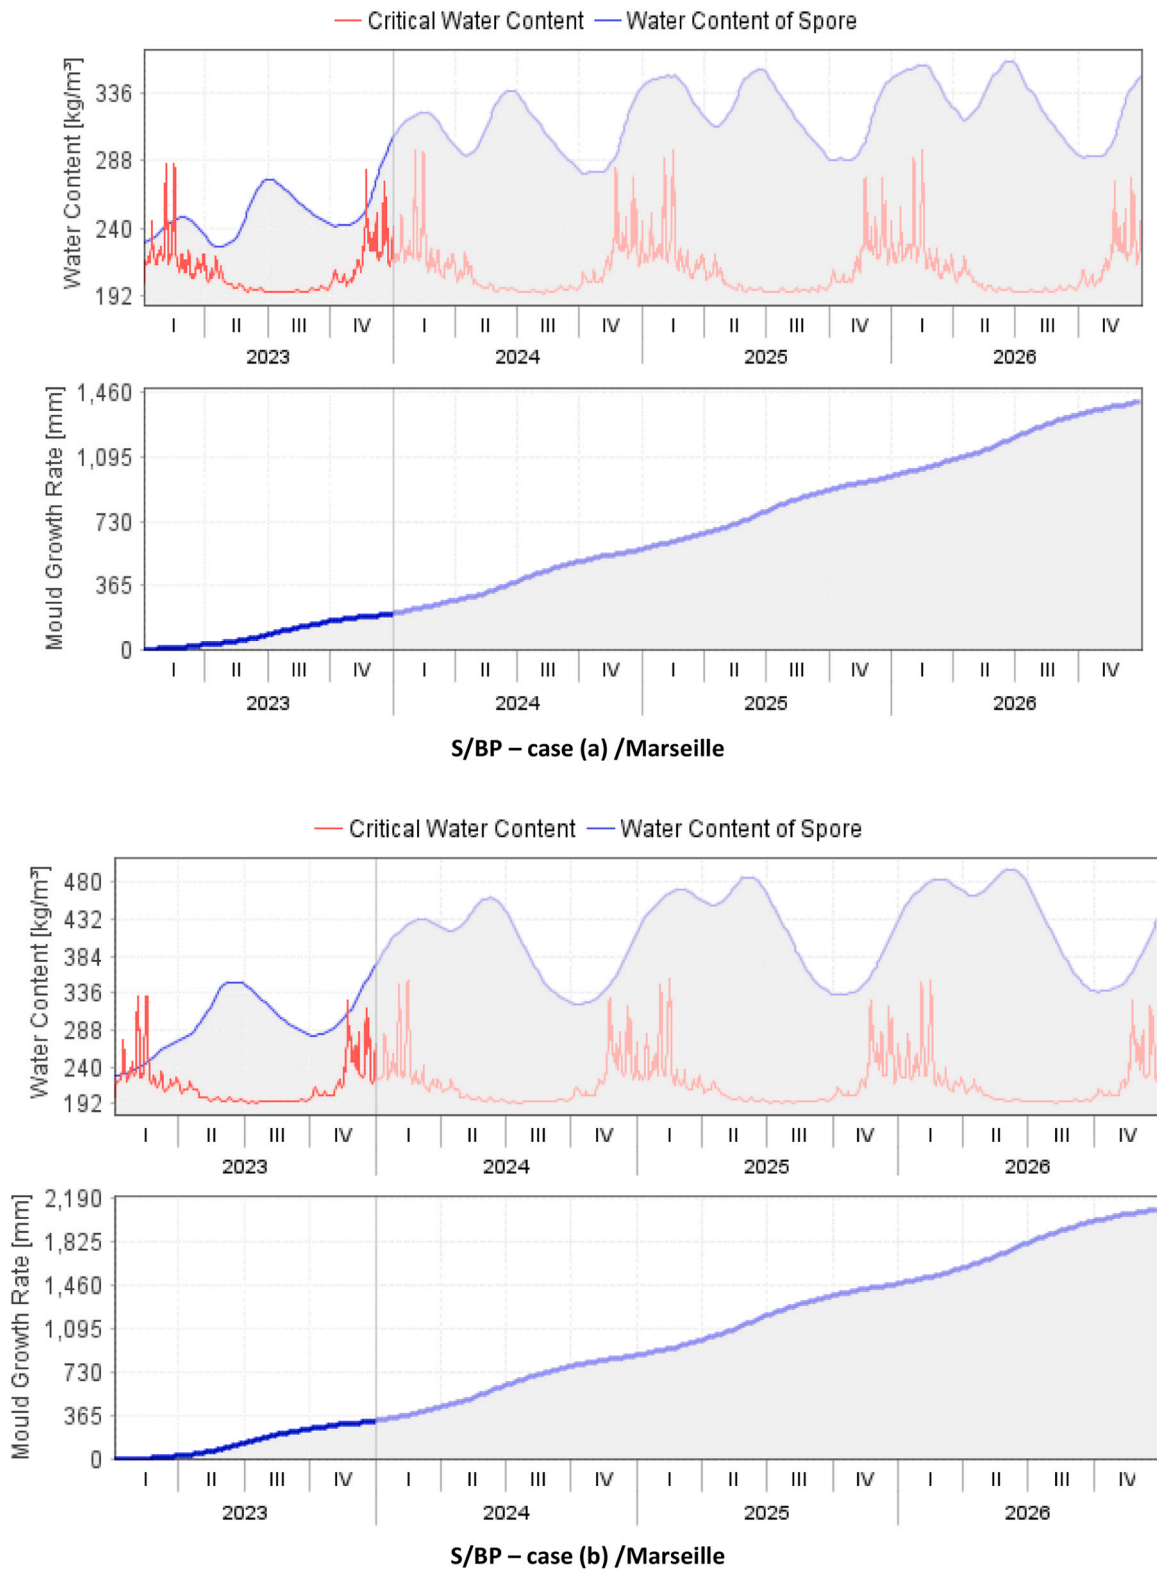 Critical Water Content Water Content of Spore
Water Content [kg/m³]
336
288
240
192
I II III IV I II III IV I II III IV I II III IV
2023 2024 2025 2026
Mould Growth Rate [mm]
1,460
1,095
730
365
0
I II III IV I II III IV I II III IV I II III IV
2023 2024 2025 2026
S/BP – case (a) /Marseille
Critical Water Content Water Content of Spore
Water Content [kg/m³]
480
432
384
336
288
240
192
I II III IV I II III IV I II III IV I II III IV
2023 2024 2025 2026
Mould Growth Rate [mm]
2,190
1,825
1,460
1,095
730
365
0
I II III IV I II III IV I II III IV I II III IV
2023 2024 2025 2026
S/BP – case (b) /Marseille